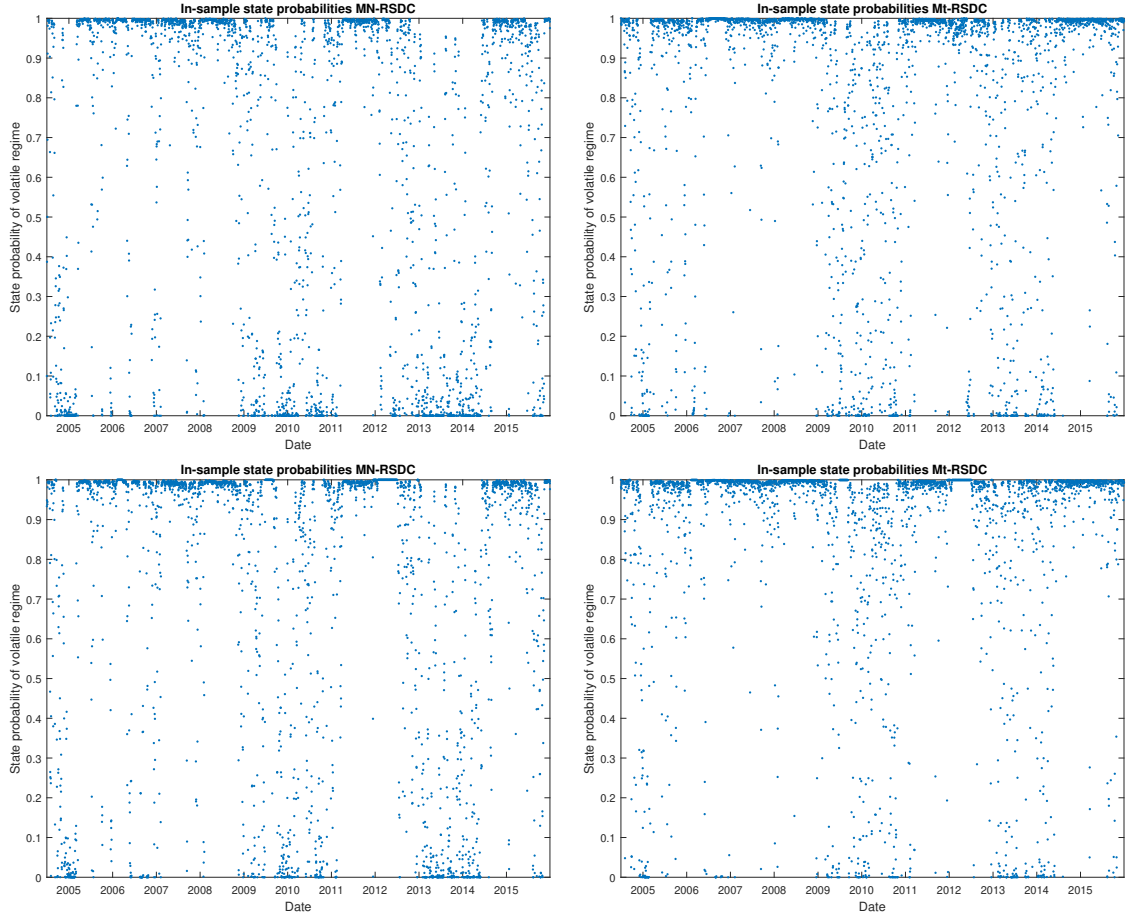 In-sample state probabilities MN-RSDC
State probability of volatile regime
1
0.9
0.8
0.7
0.6
0.5
0.4
0.3
0.2
0.1
0
2005 2006 2007 2008 2009 2010 2011 2012 2013 2014 2015
Date
In-sample state probabilities Mt-RSDC
State probability of volatile regime
1
0.9
0.8
0.7
0.6
0.5
0.4
0.3
0.2
0.1
0
2005 2006 2007 2008 2009 2010 2011 2012 2013 2014 2015
Date
In-sample state probabilities MN-RSDC
State probability of volatile regime
1
0.9
0.8
0.7
0.6
0.5
0.4
0.3
0.2
0.1
0
2005 2006 2007 2008 2009 2010 2011 2012 2013 2014 2015
Date
In-sample state probabilities Mt-RSDC
State probability of volatile regime
1
0.9
0.8
0.7
0.6
0.5
0.4
0.3
0.2
0.1
0
2005 2006 2007 2008 2009 2010 2011 2012 2013 2014 2015
Date